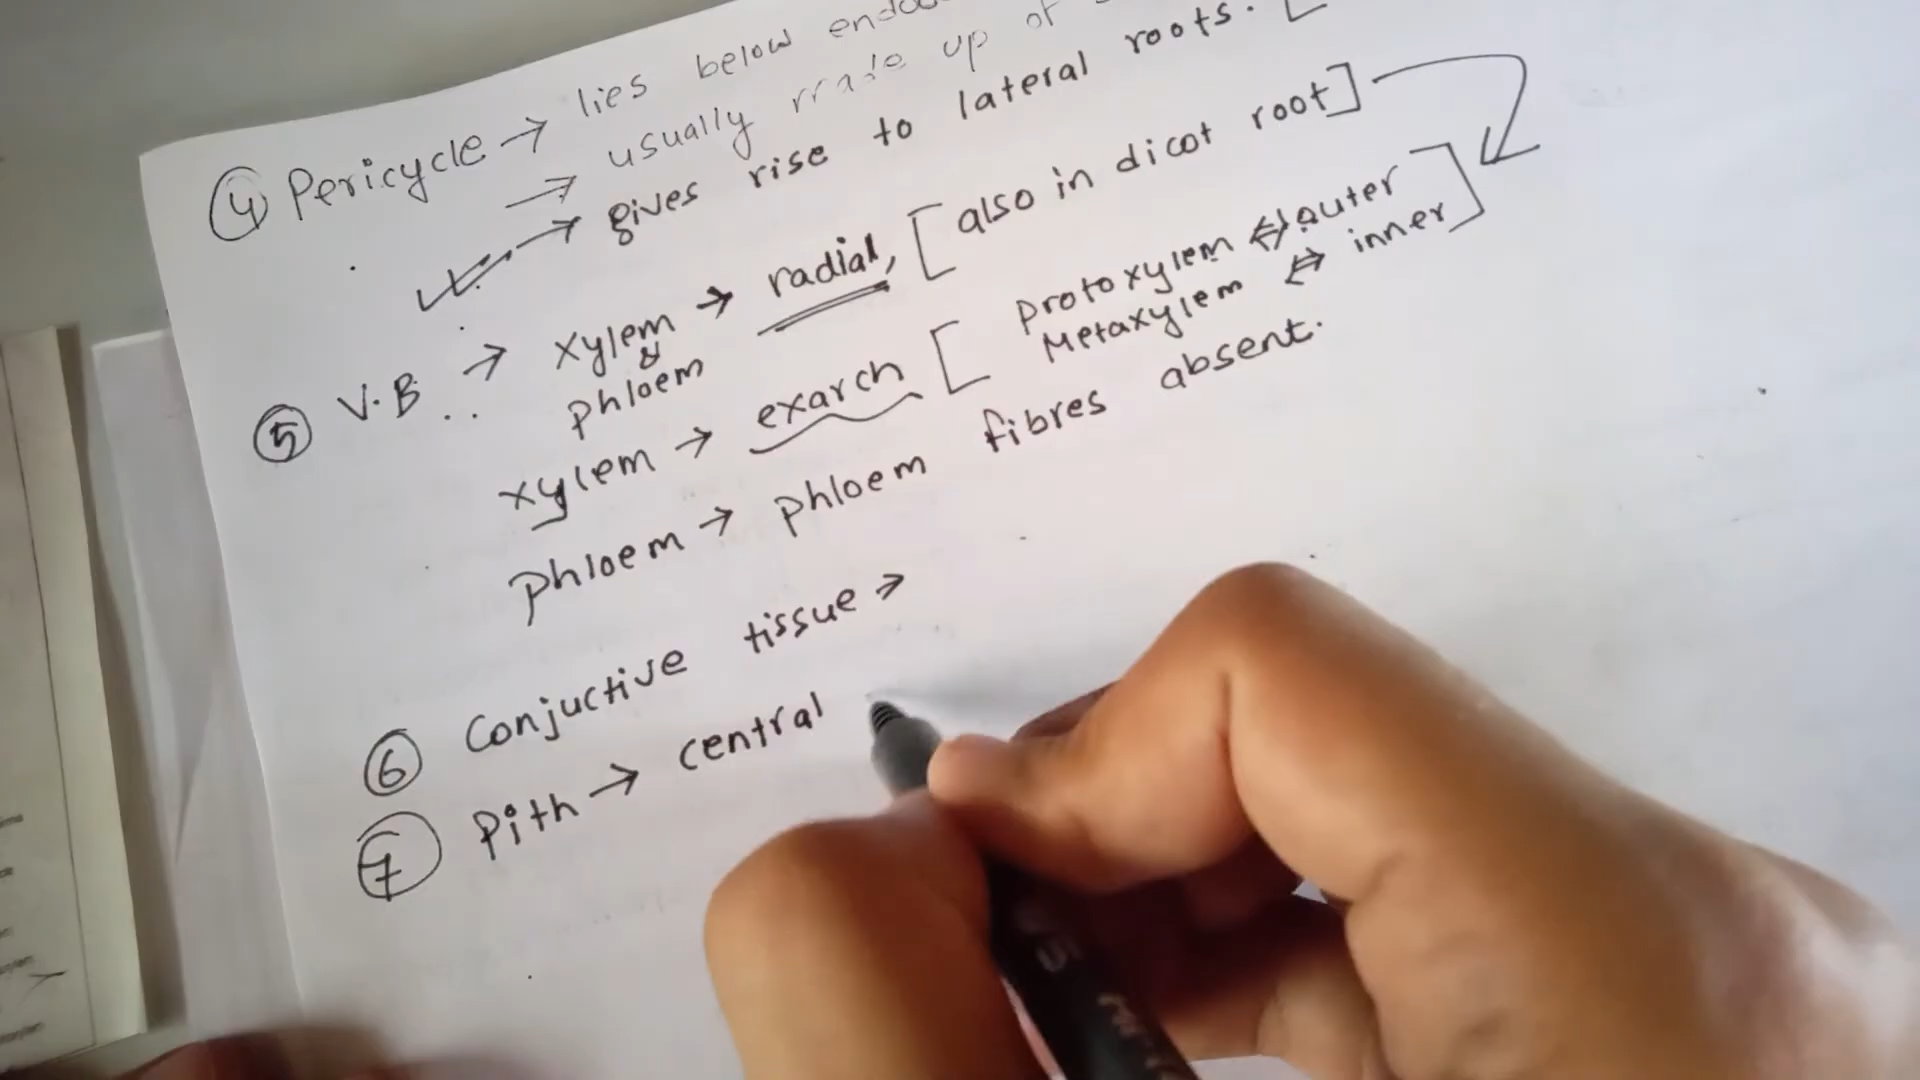 ④ Pericycle → lies below
⇒ usually made up of
→ gives rise to lateral roots. [
⑤ V.B. → Xylem & Phloem → radial, [also in dicot root]
xylem → exarch [ Protoxylem ⇔ outer
Metaxylem ⇔ inner]
Phloem → phloem fibres absent.
⑥ Conjuctive tissue →
⑦ Pith → central